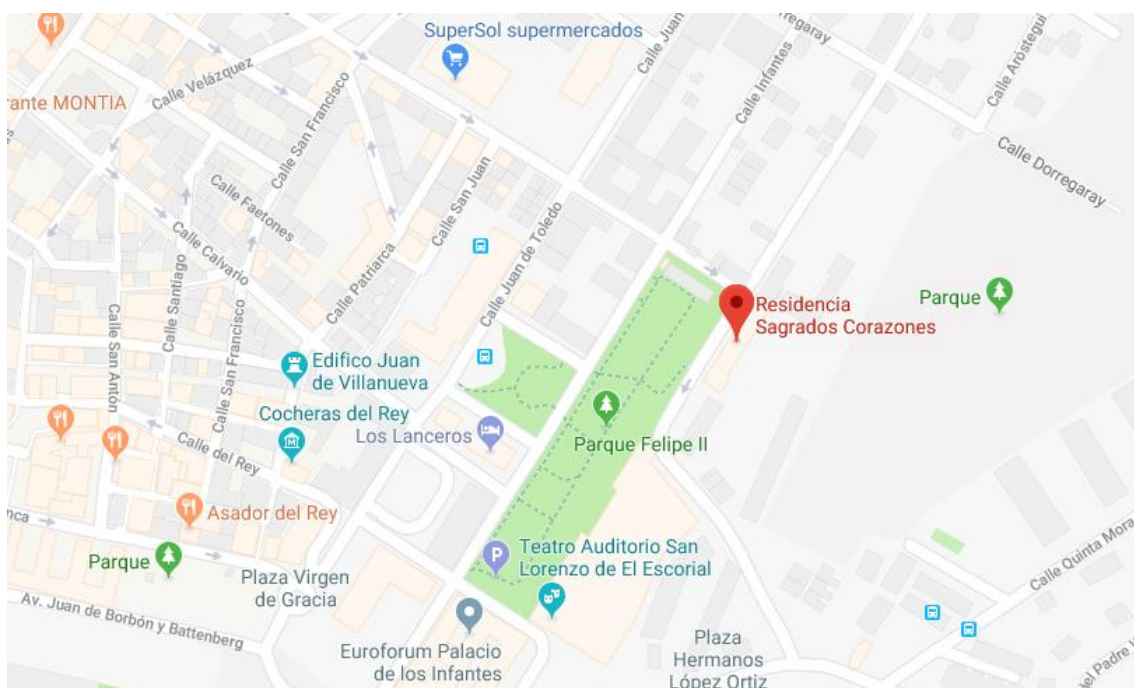 SuperSol supermercados
Calle Juan
Dorregaray
Calle Aróstegui
Calle Infantes
Calle Velázquez
Calle San Francisco
rante MONTIA
Calle Dorregaray
Calle Faetones
Calle San Juan
Calle Calvario
Calle Patriarca
Calle Juan de Toledo
Calle Santiago
Calle San Antón
Calle San Francisco
Parque
Residencia
Sagrados Corazones
Edifico Juan
de Villanueva
Cocheras del Rey
Los Lanceros
Parque Felipe II
Calle del Rey
Asador del Rey
nca
Parque
P
Teatro Auditorio San
Lorenzo de El Escorial
Plaza Virgen
de Gracia
Calle Quinta Mora
Av. Juan de Borbón y Battenberg
Euroforum Palacio
de los Infantes
Plaza
Hermanos
López Ortiz
del Padre